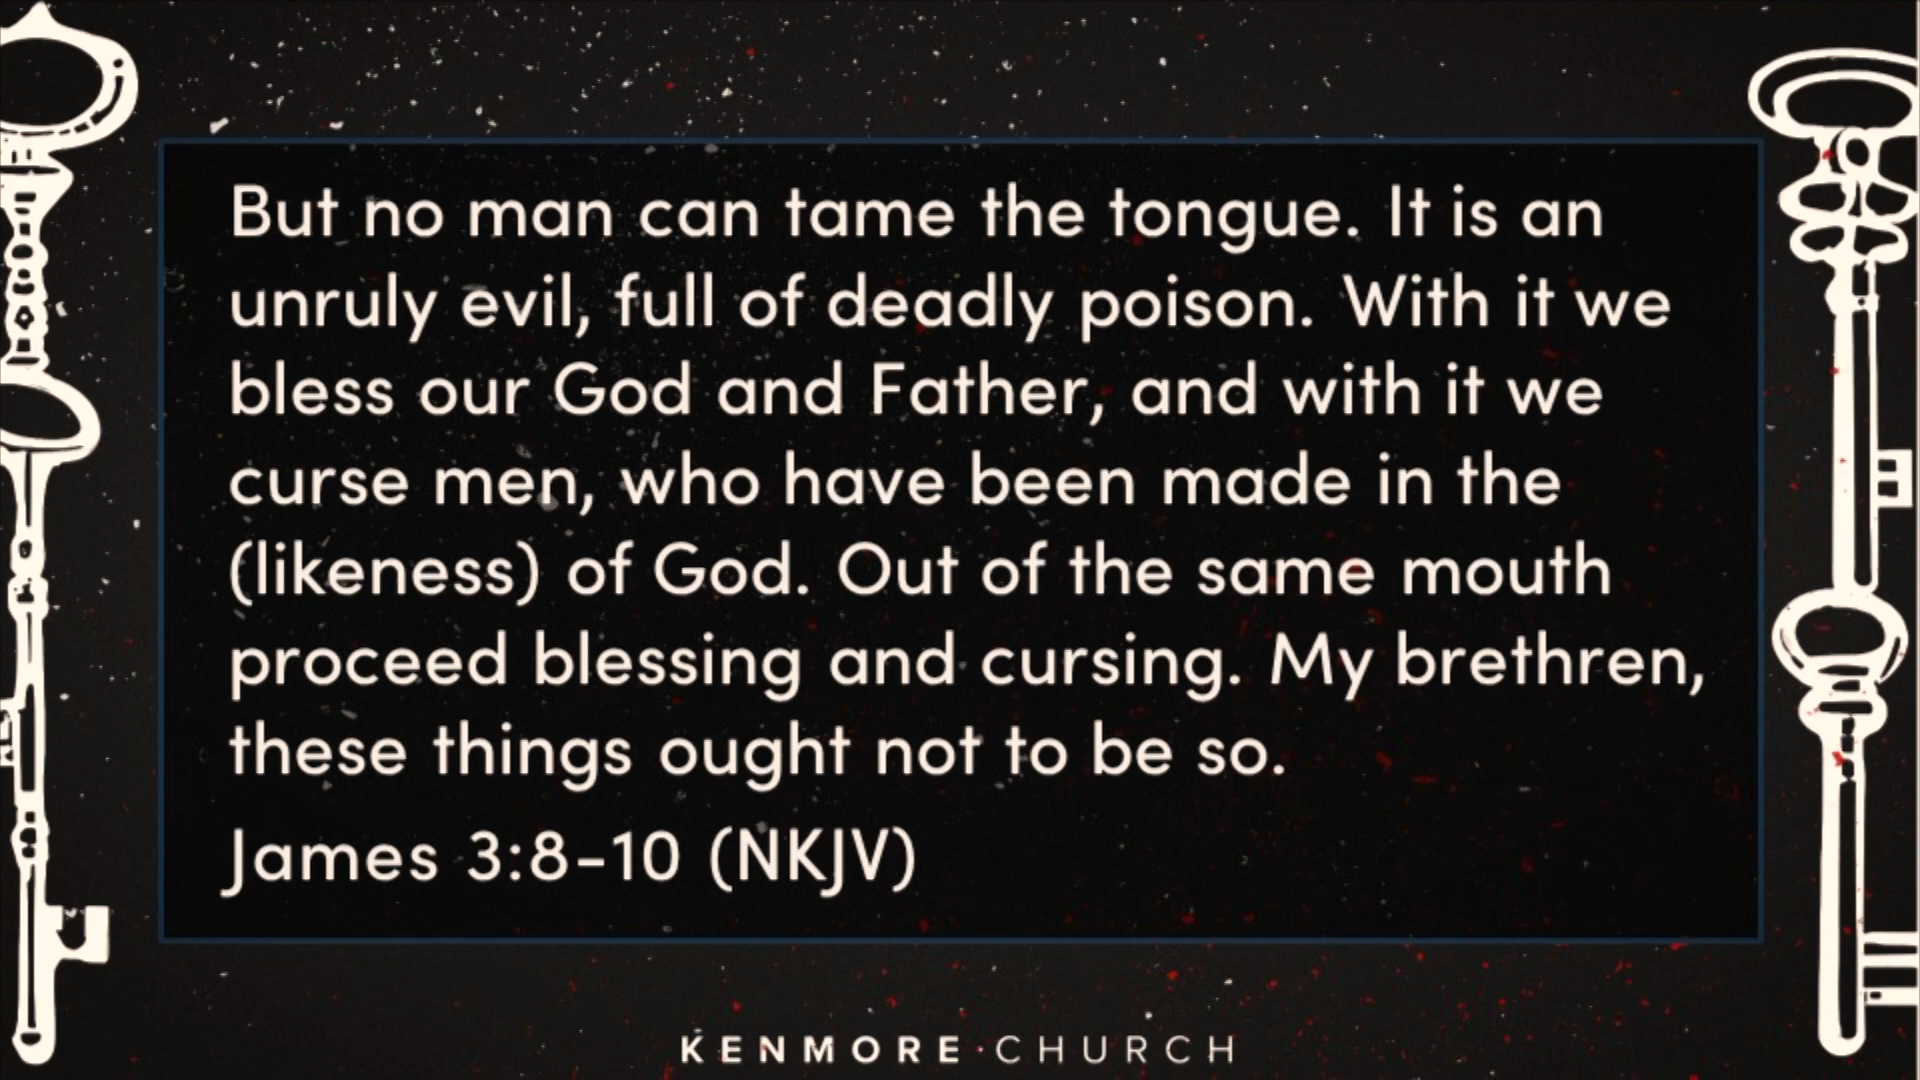 But no man can tame the tongue. It is an
unruly evil, full of deadly poison. With it we
bless our God and Father, and with it we
curse men, who have been made in the
(likeness) of God. Out of the same mouth
proceed blessing and cursing. My brethren,
these things ought not to be so.
James 3:8-10 (NKJV)
KENMORE·CHURCH